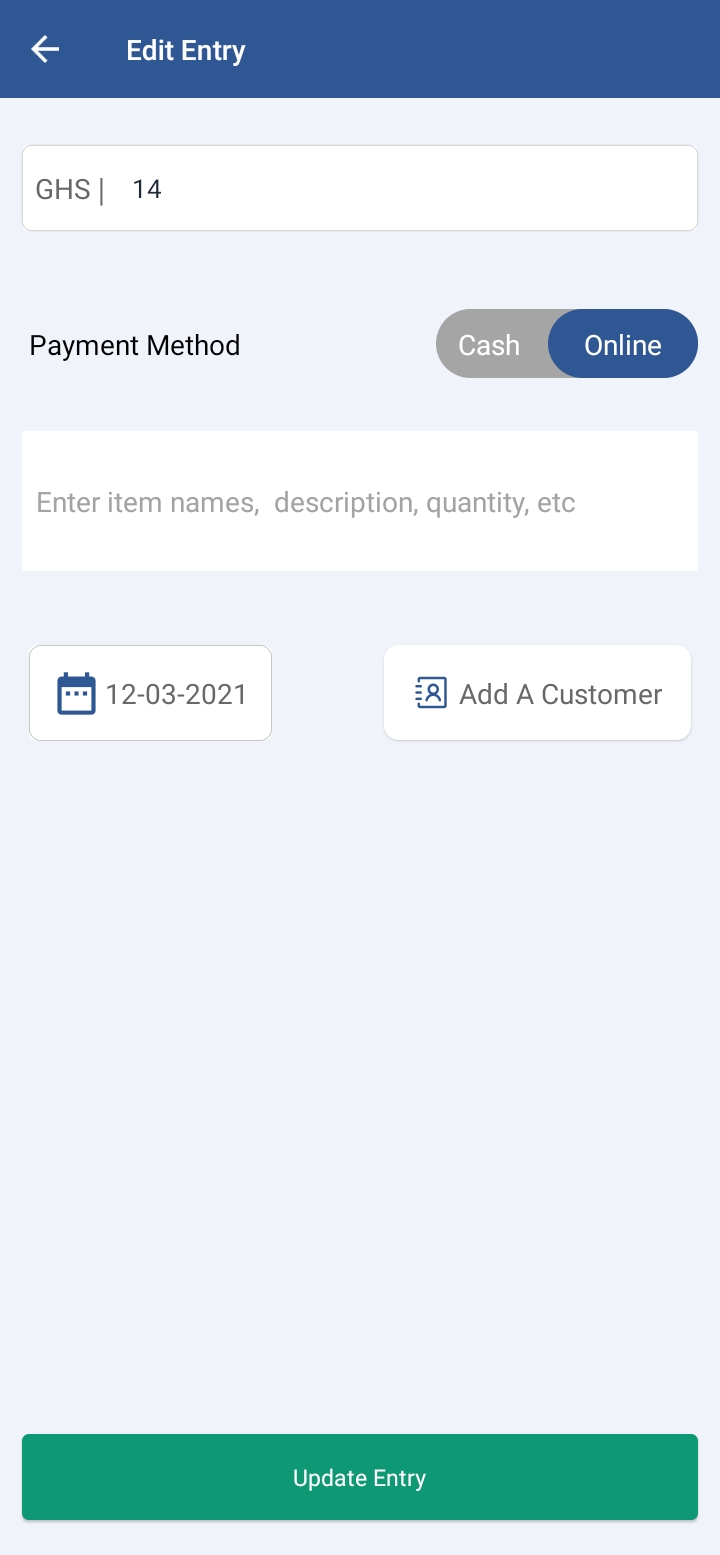 Edit Entry
GHS | 14
Payment Method Cash Online
Enter item names,  description, quantity, etc
12-03-2021 Add A Customer
Update Entry